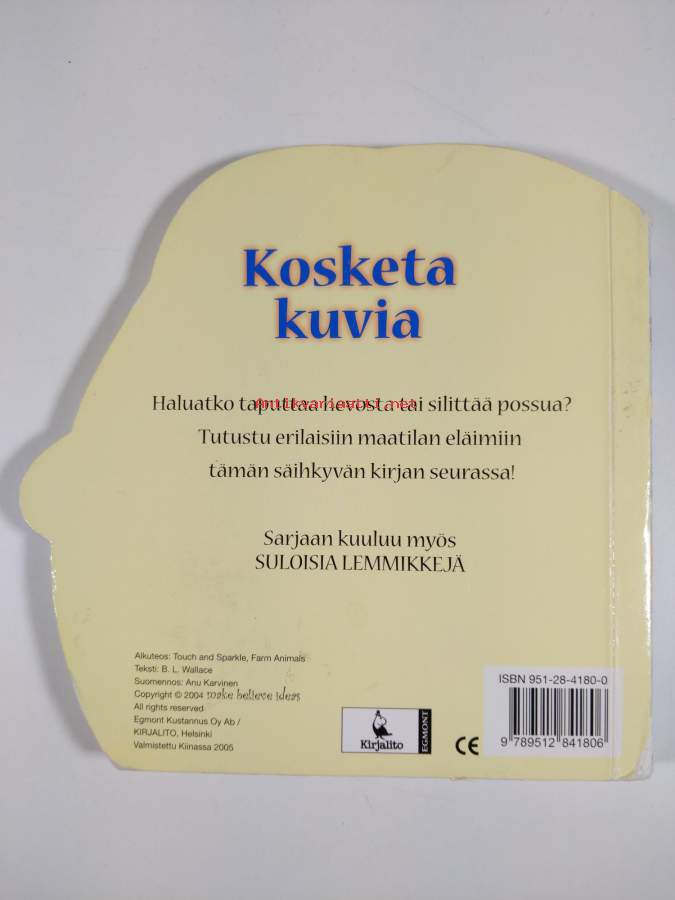 Kosketa
kuvia
Haluatko taputtaa hevosta tai silittää possua?
Antikvariaatti.net
Tutustu erilaisiin maatilan eläimiin
tämän säihkyvän kirjan seurassa!
Sarjaan kuuluu myös
SULOISIA LEMMIKKEJÄ
Alkuteos: Touch and Sparkle, Farm Animals
Teksti: B. L. Wallace
Suomennos: Anu Karvinen
Copyright © 2004 make believe ideas
All rights reserved
Egmont Kustannus Oy Ab /
KIRJALITO, Helsinki
Valmistettu Kiinassa 2005
Kirjalito
EGMONT
CE
ISBN 951-28-4180-0
9 789512 841806